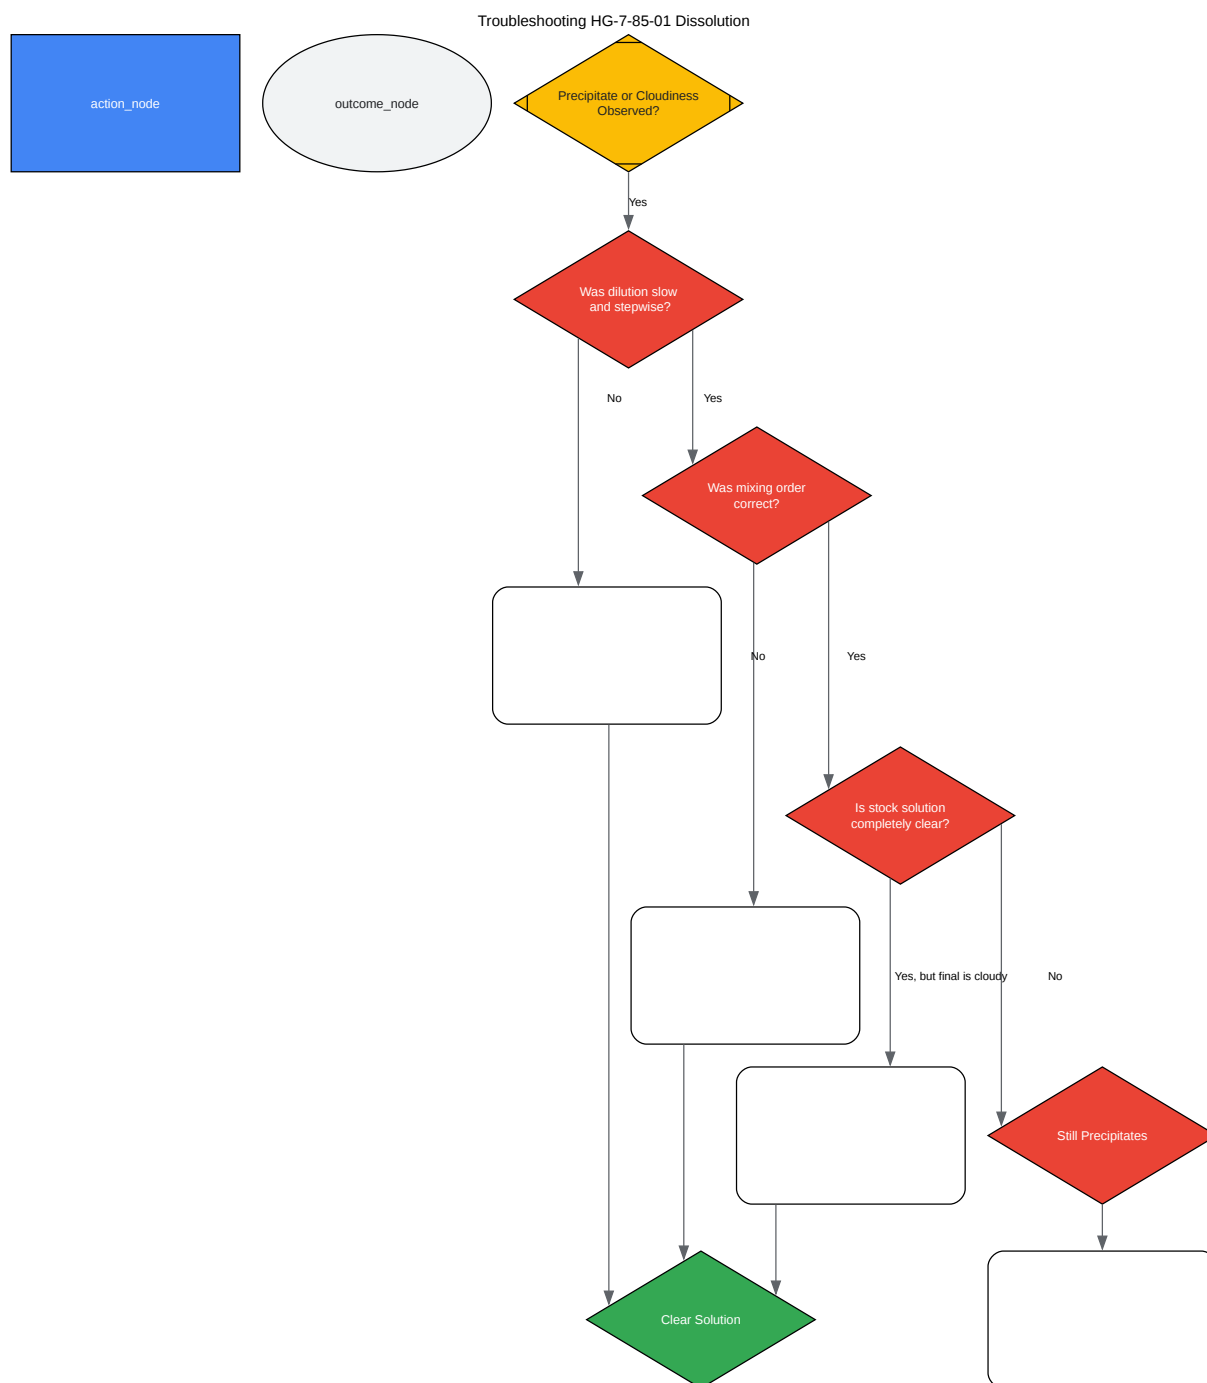 Troubleshooting HG-7-85-01 Dissolution
action_node
outcome_node
Precipitate or Cloudiness
Observed?
Yes
Was dilution slow
and stepwise?
No
Yes
Was mixing order
correct?
No
Yes
Is stock solution
completely clear?
Yes, but final is cloudy
No
Still Precipitates
Clear Solution